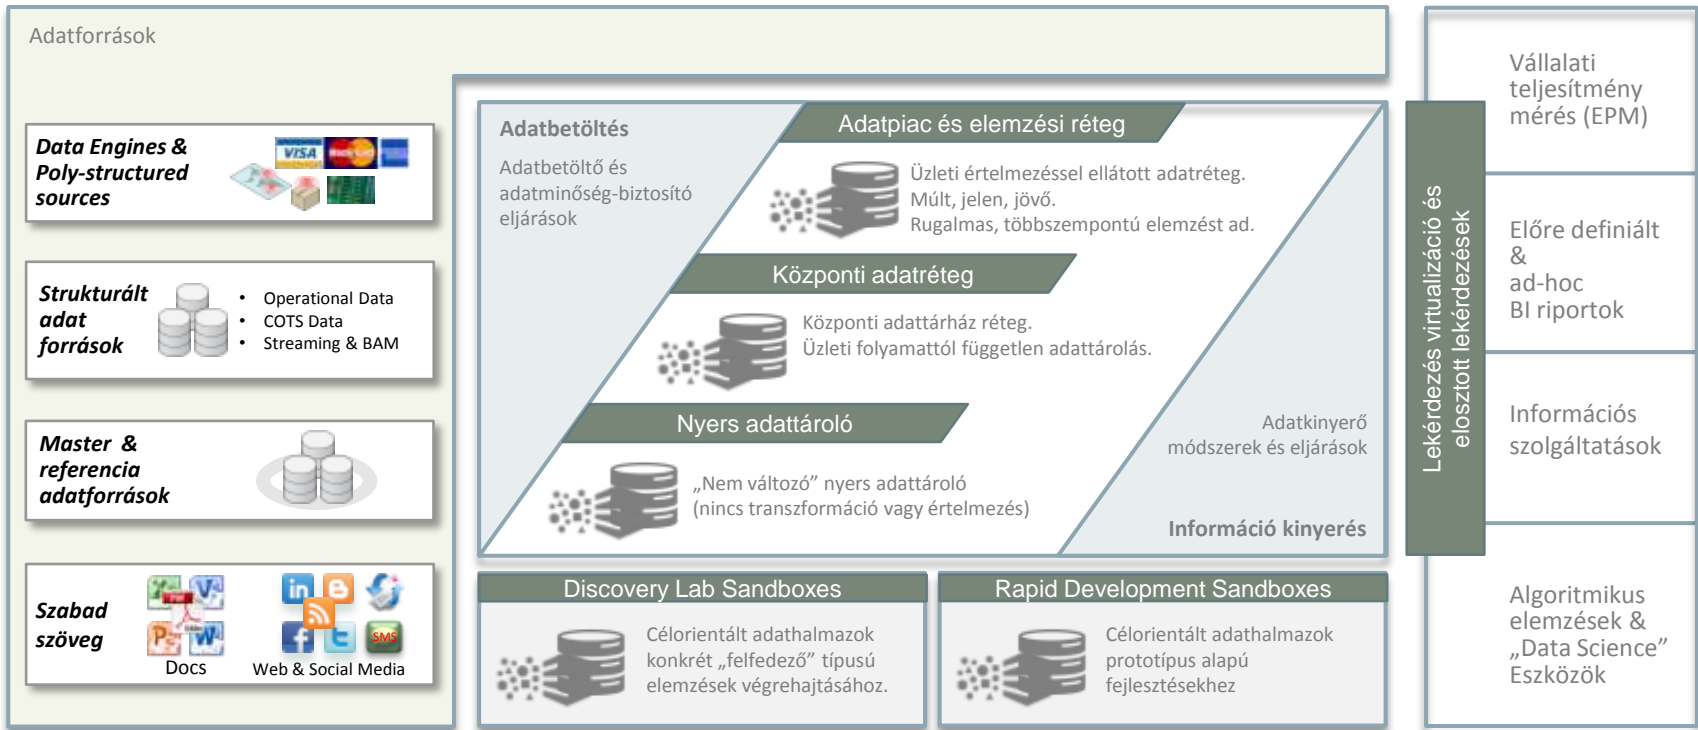 Adatforrások
Data Engines &
Poly-structured
sources
VISA
Strukturált
adat
források
• Operational Data
• COTS Data
• Streaming & BAM
Master &
referencia
adatforrások
Szabad
szöveg
Docs
SMS
Web & Social Media
Adatbetöltés
Adatbetöltő és
adatminőség-biztosító
eljárások
Adatpiac és elemzési réteg
Üzleti értelmezéssel ellátott adatréteg.
Múlt, jelen, jövő.
Rugalmas, többszempontú elemzést ad.
Központi adatréteg
Központi adattárház réteg.
Üzleti folyamattól független adattárolás.
Nyers adattároló
„Nem változó” nyers adattároló
(nincs transzformáció vagy értelmezés)
Adatkinyerő
módszerek és eljárások
Információ kinyerés
Discovery Lab Sandboxes
Célorientált adathalmazok
konkrét „felfedező” típusú
elemzések végrehajtásához.
Rapid Development Sandboxes
Célorientált adathalmazok
prototípus alapú
fejlesztésekhez
Lekérdezés virtualizáció és
elosztott lekérdezések
Vállalati
teljesítmény
mérés (EPM)
Előre definiált
&
ad-hoc
BI riportok
Információs
szolgáltatások
Algoritmikus
elemzések &
„Data Science”
Eszközök